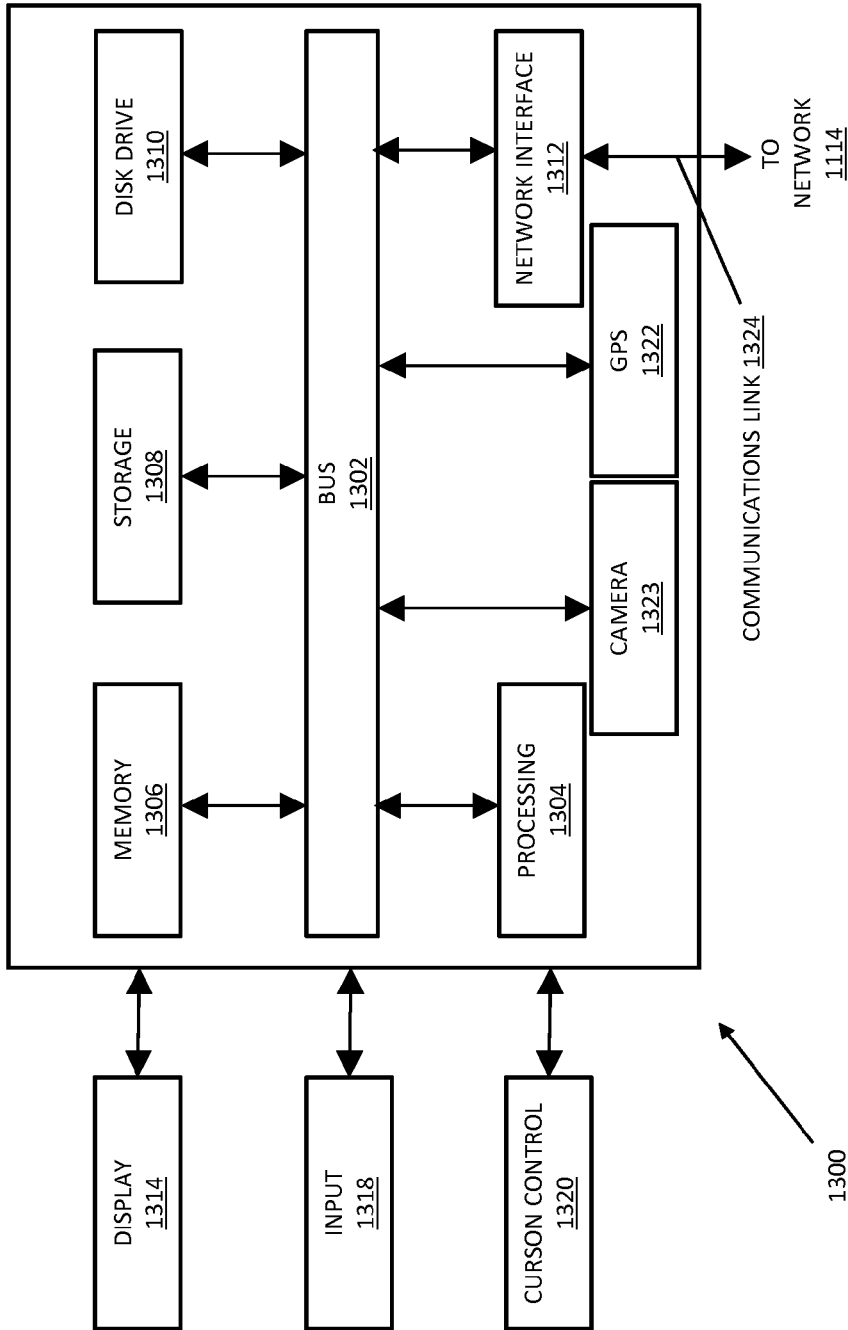 DISPLAY
1314
INPUT
1318
CURSON CONTROL
1320
MEMORY
1306
STORAGE
1308
DISK DRIVE
1310
BUS
1302
PROCESSING
1304
CAMERA
1323
GPS
1322
NETWORK INTERFACE
1312
COMMUNICATIONS LINK 1324
TO
NETWORK
1114
1300